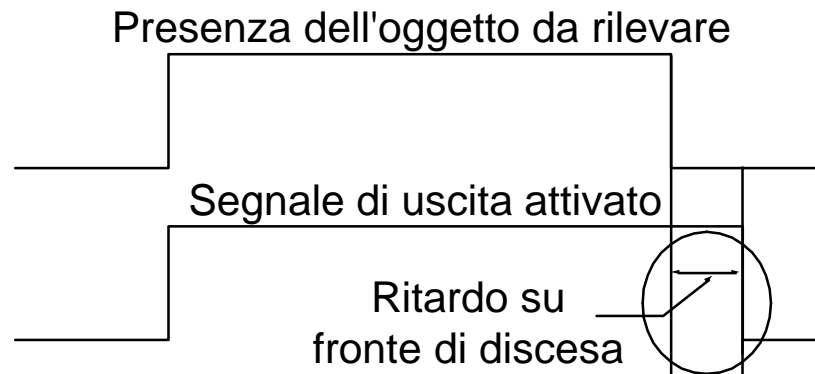 Presenza dell'oggetto da rilevare
Segnale di uscita attivato
Ritardo su
fronte di discesa